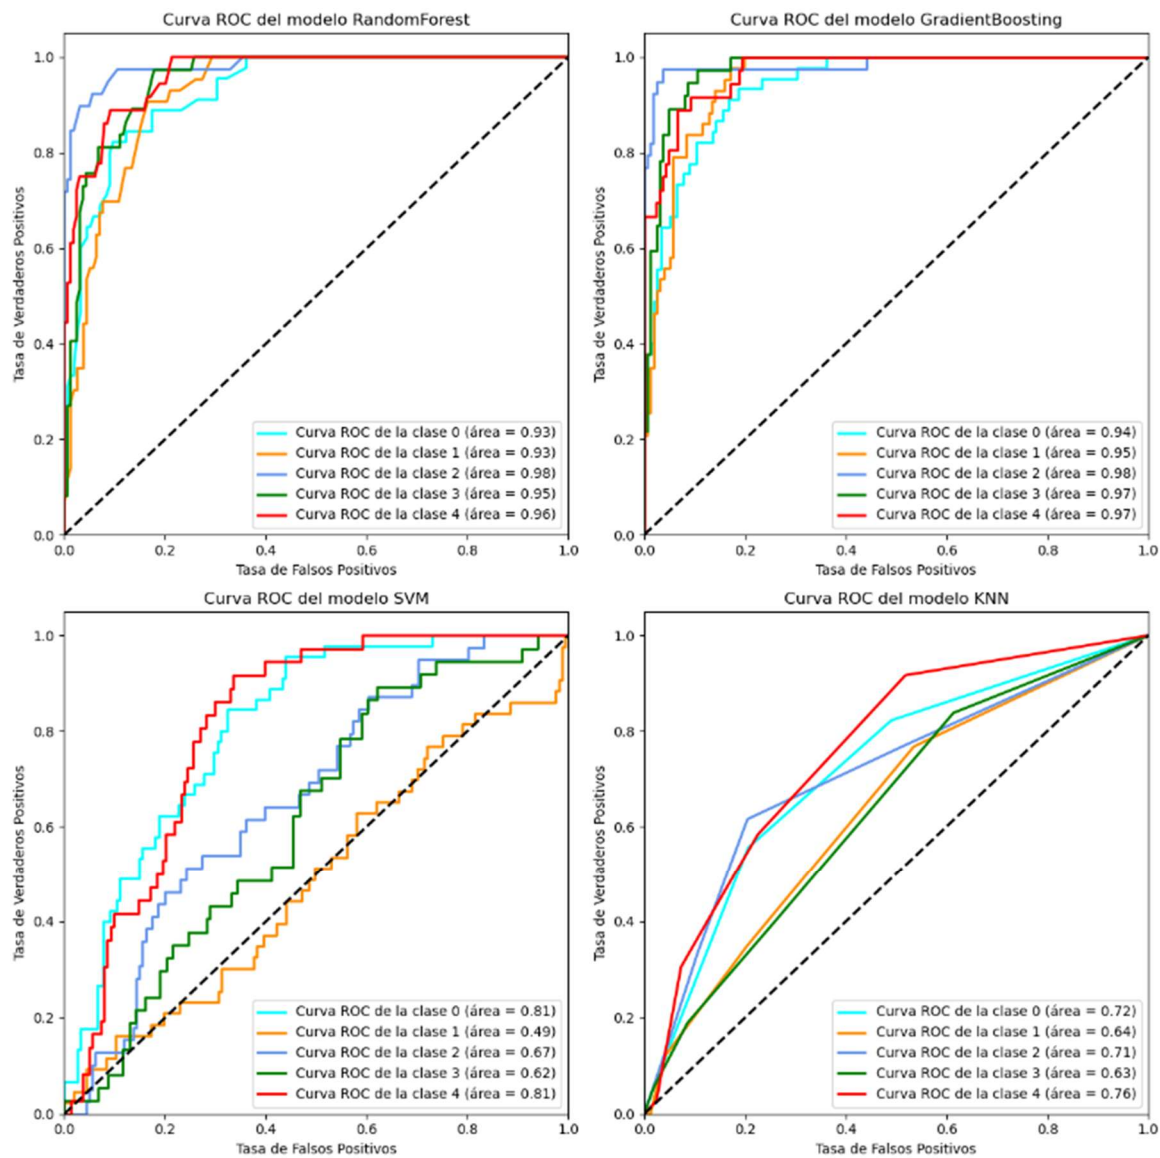 Curva ROC del modelo RandomForest
Tasa de Verdaderos Positivos
1.0
0.8
0.6
0.4
0.2
0.0
Curva ROC de la clase 0 (área = 0.93)
Curva ROC de la clase 1 (área = 0.93)
Curva ROC de la clase 2 (área = 0.98)
Curva ROC de la clase 3 (área = 0.95)
Curva ROC de la clase 4 (área = 0.96)
0.0 0.2 0.4 0.6 0.8 1.0
Tasa de Falsos Positivos
Curva ROC del modelo GradientBoosting
Tasa de Verdaderos Positivos
1.0
0.8
0.6
0.4
0.2
0.0
Curva ROC de la clase 0 (área = 0.94)
Curva ROC de la clase 1 (área = 0.95)
Curva ROC de la clase 2 (área = 0.98)
Curva ROC de la clase 3 (área = 0.97)
Curva ROC de la clase 4 (área = 0.97)
0.0 0.2 0.4 0.6 0.8 1.0
Tasa de Falsos Positivos
Curva ROC del modelo SVM
Tasa de Verdaderos Positivos
1.0
0.8
0.6
0.4
0.2
0.0
Curva ROC de la clase 0 (área = 0.81)
Curva ROC de la clase 1 (área = 0.49)
Curva ROC de la clase 2 (área = 0.67)
Curva ROC de la clase 3 (área = 0.62)
Curva ROC de la clase 4 (área = 0.81)
0.0 0.2 0.4 0.6 0.8 1.0
Tasa de Falsos Positivos
Curva ROC del modelo KNN
Tasa de Verdaderos Positivos
1.0
0.8
0.6
0.4
0.2
0.0
Curva ROC de la clase 0 (área = 0.72)
Curva ROC de la clase 1 (área = 0.64)
Curva ROC de la clase 2 (área = 0.71)
Curva ROC de la clase 3 (área = 0.63)
Curva ROC de la clase 4 (área = 0.76)
0.0 0.2 0.4 0.6 0.8 1.0
Tasa de Falsos Positivos